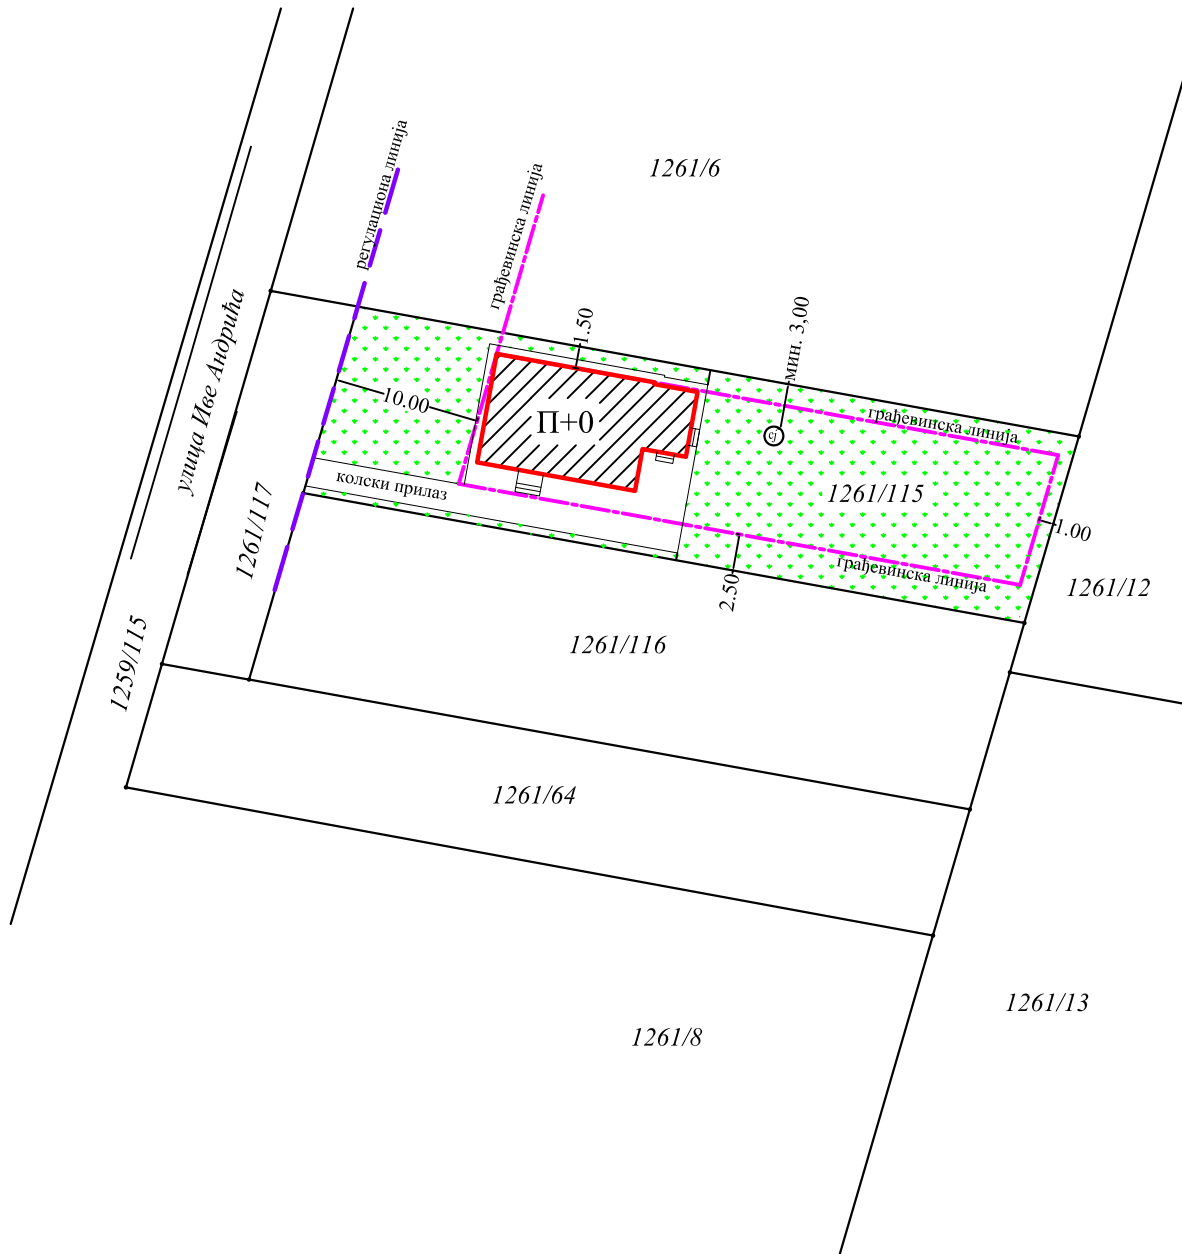 регулациона линија
грађевинска линија
1261/6
улица Иве Андрића
1.50
мин. 3,00
10.00
П+0
грађевинска линија
сј
колски прилаз
1261/115
1261/117
1.00
грађевинска линија
2.50
1261/12
1259/115
1261/116
1261/64
1261/13
1261/8